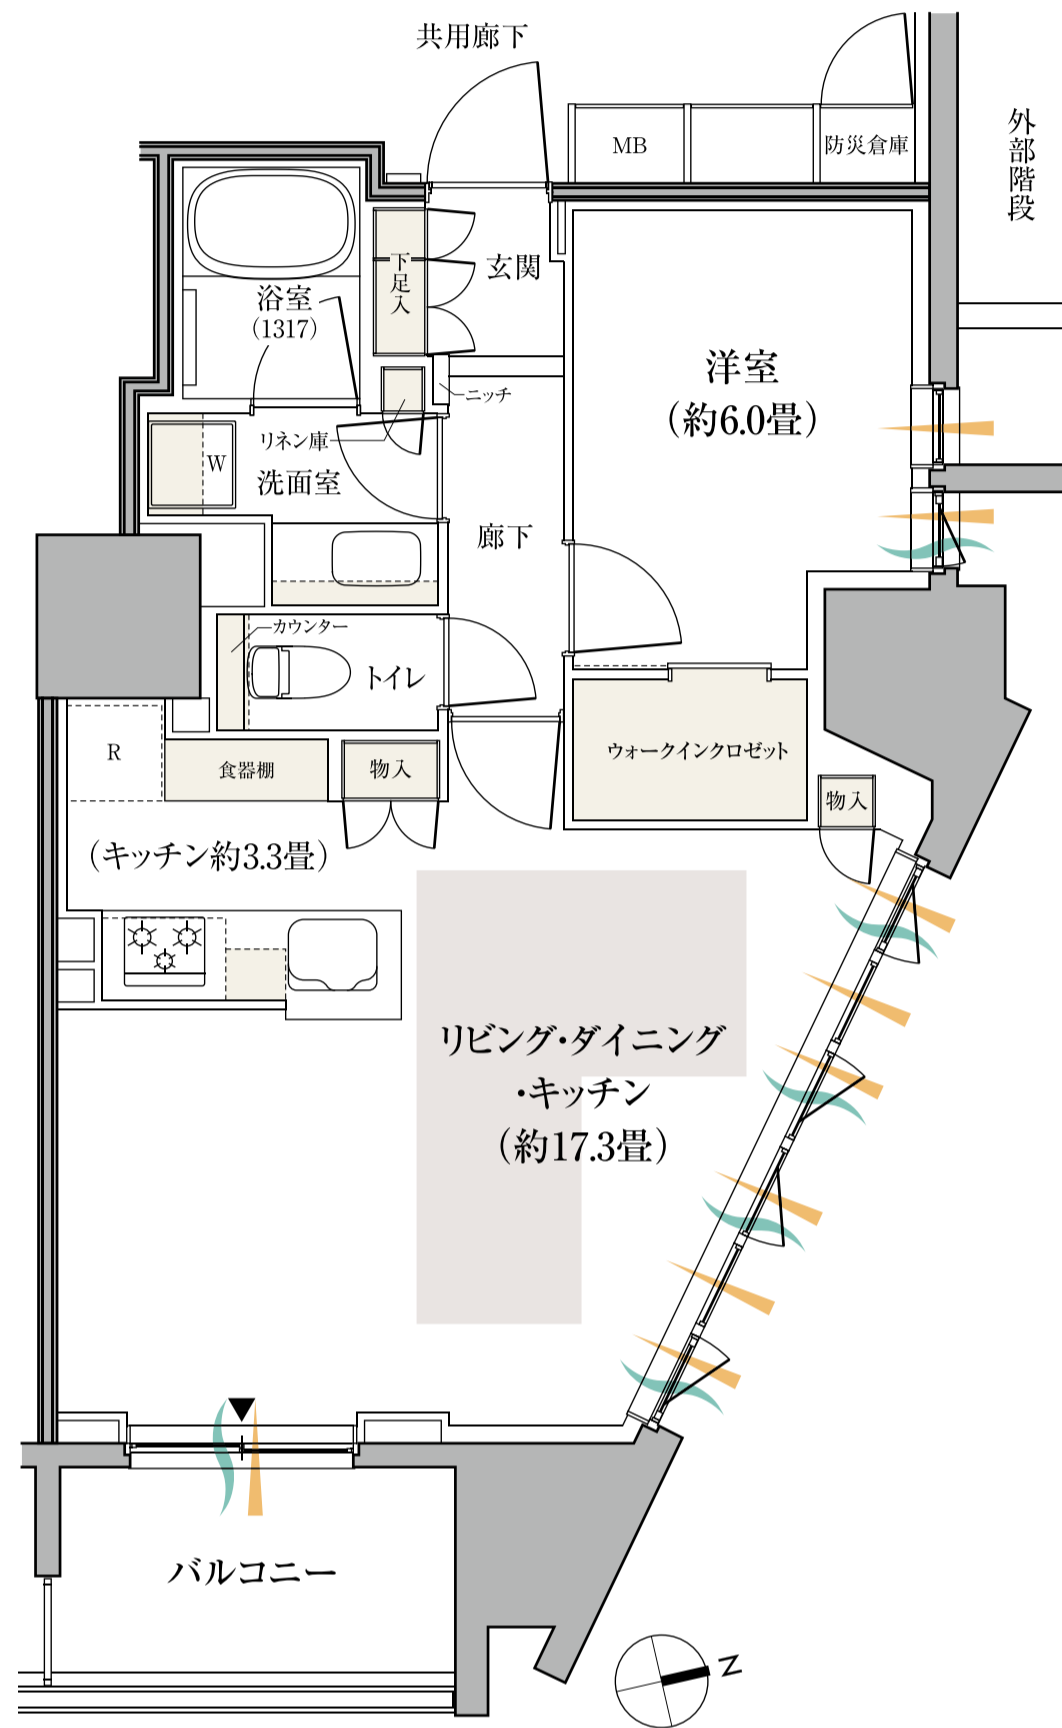 共用廊下
MB
防災倉庫
外部階段
下足入
玄関
浴室
(1317)
洋室
(約6.0畳)
ニッチ
リネン庫
W
洗面室
廊下
カウンター
トイレ
R
食器棚
物入
ウォークインクロゼット
物入
(キッチン約3.3畳)
リビング・ダイニング
・キッチン
(約17.3畳)
バルコニー
N